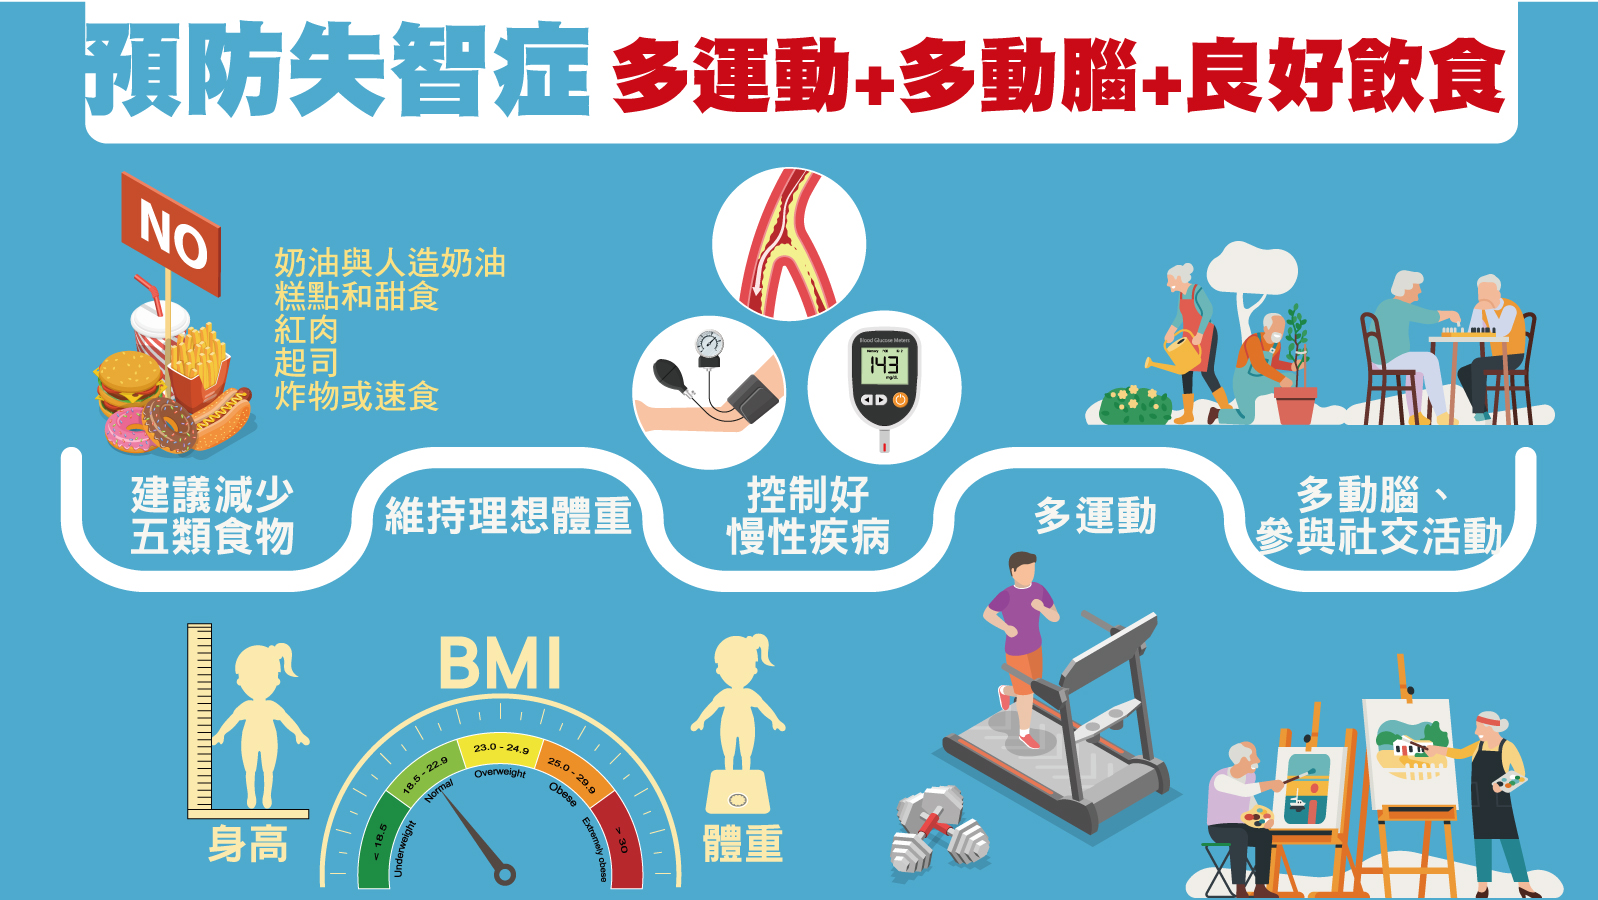 預防失智症 多運動+多動腦+良好飲食
NO
奶油與人造奶油
糕點和甜食
紅肉
起司
炸物或速食
Blood Glucose Meters
143
mg/dL
建議減少
五類食物
維持理想體重
控制好
慢性疾病
多運動
多動腦、
參與社交活動
BMI
< 18.5
18.5 - 22.9
23.0 - 24.9
25.0 - 29.9
> 30
Underweight
Normal
Overweight
Obese
Extremely obese
身高
體重